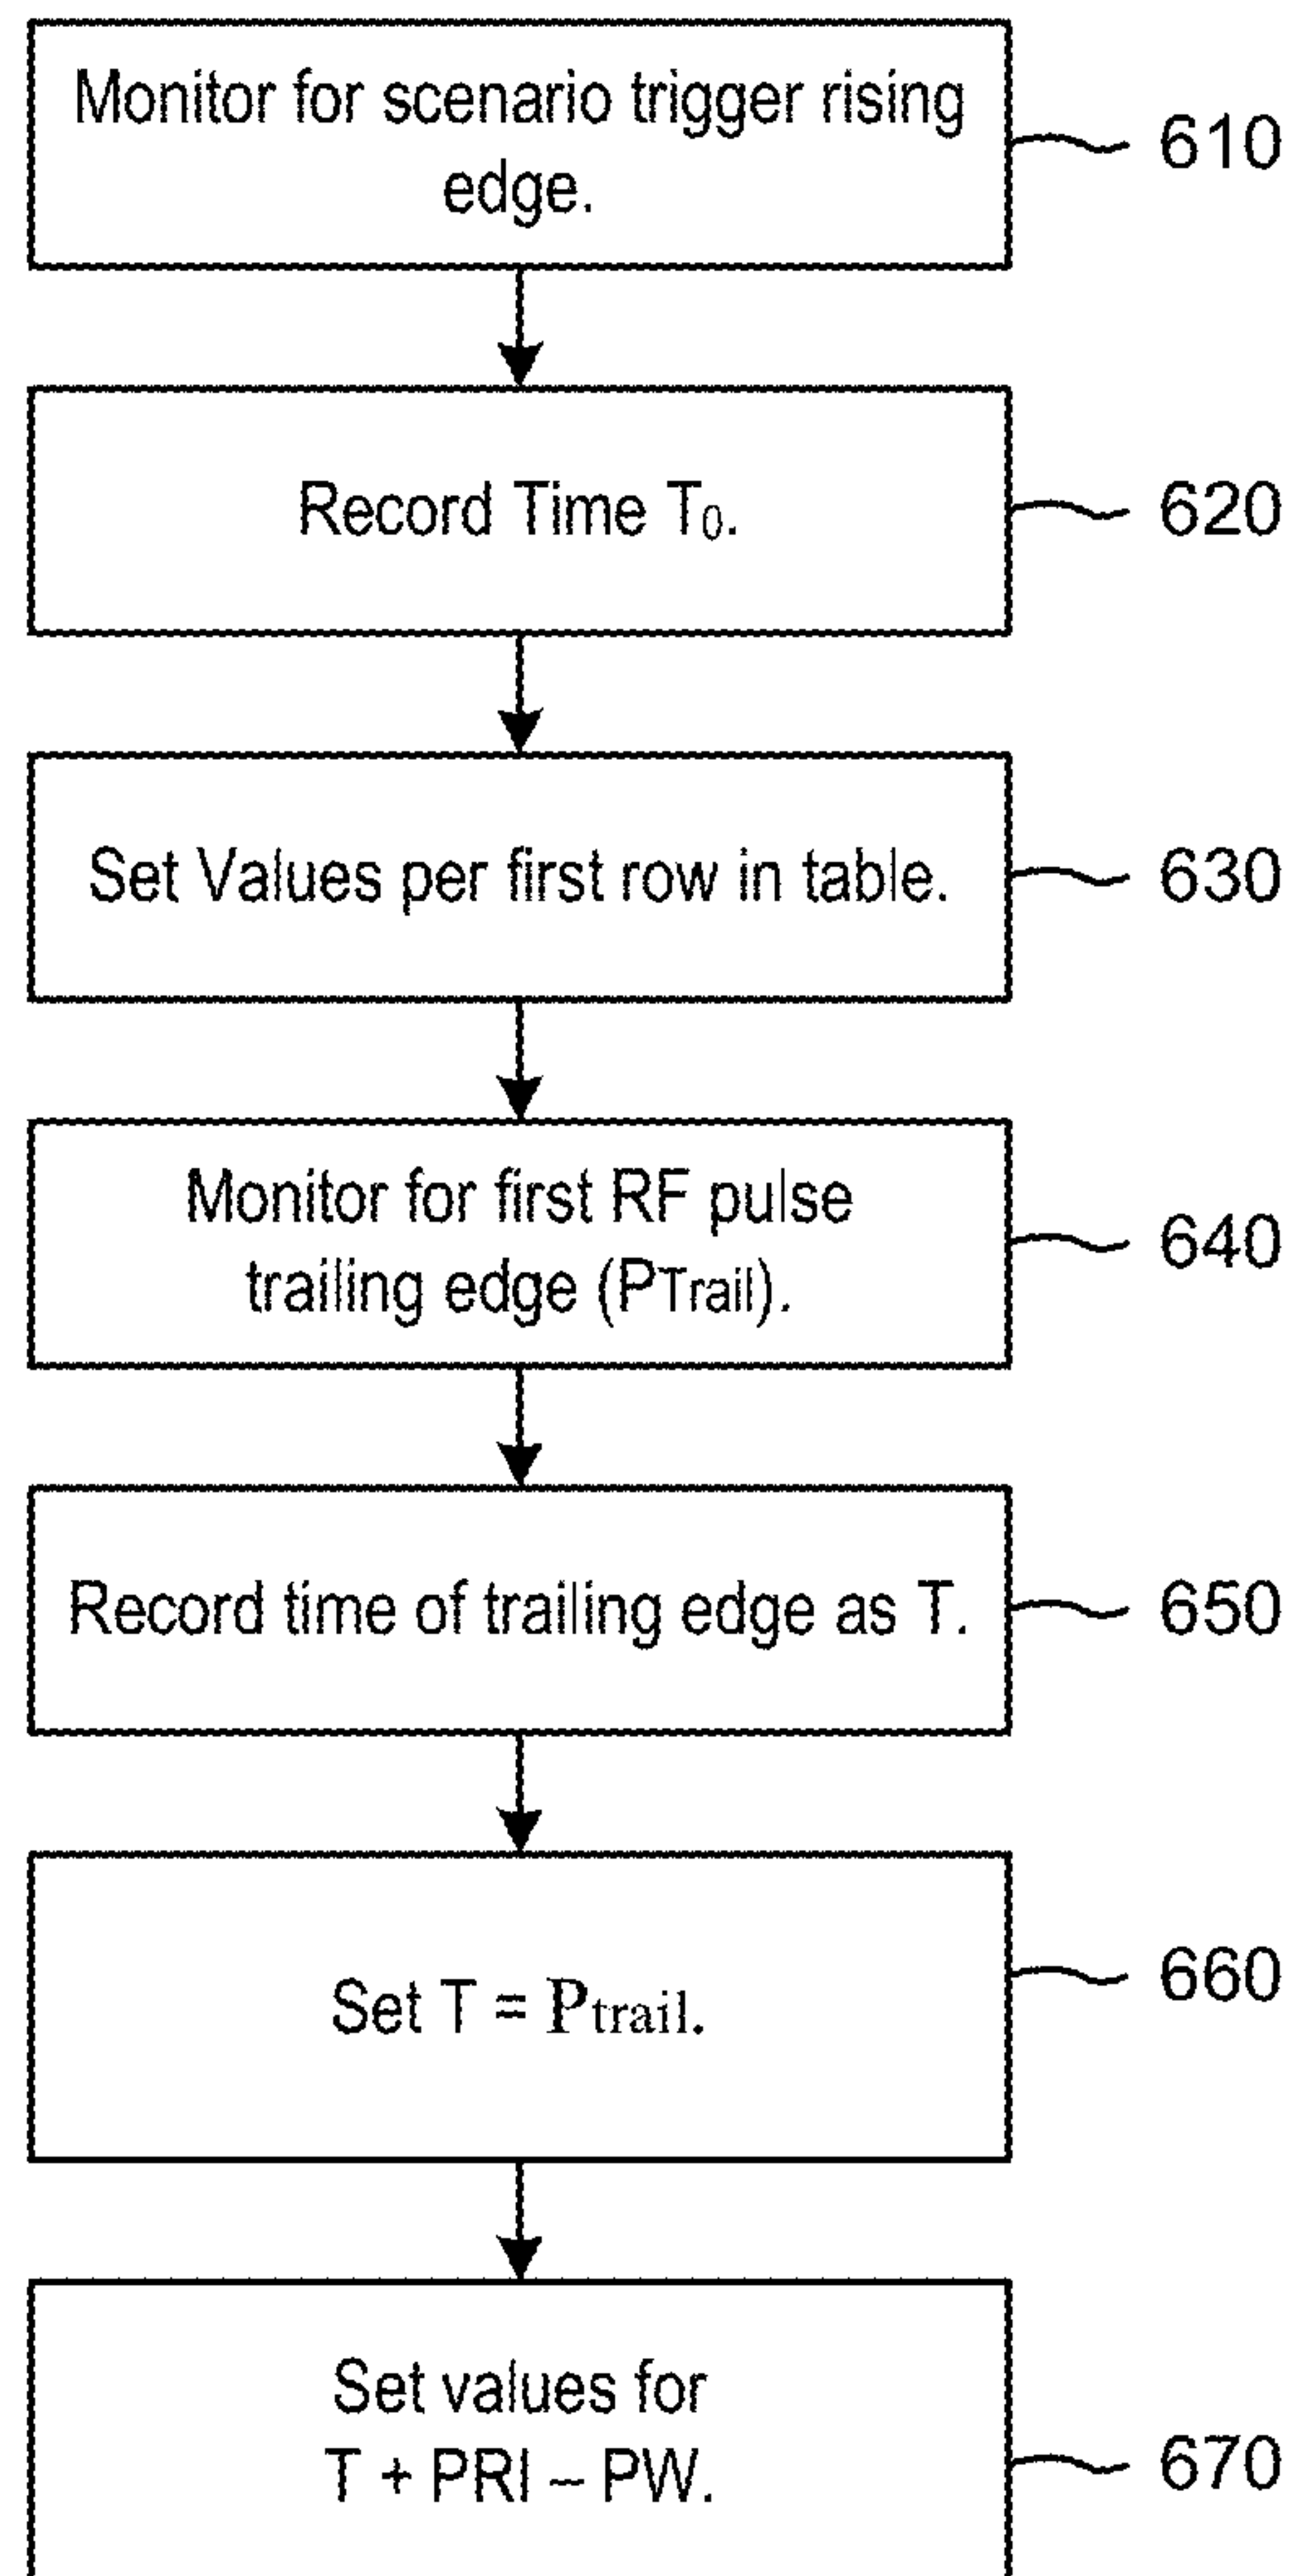 Monitor for scenario trigger rising
edge.
610
Record Time T₀.
620
Set Values per first row in table.
630
Monitor for first RF pulse
trailing edge (PTrail).
640
Record time of trailing edge as T.
650
Set T = Ptrail.
660
Set values for
T + PRI – PW.
670